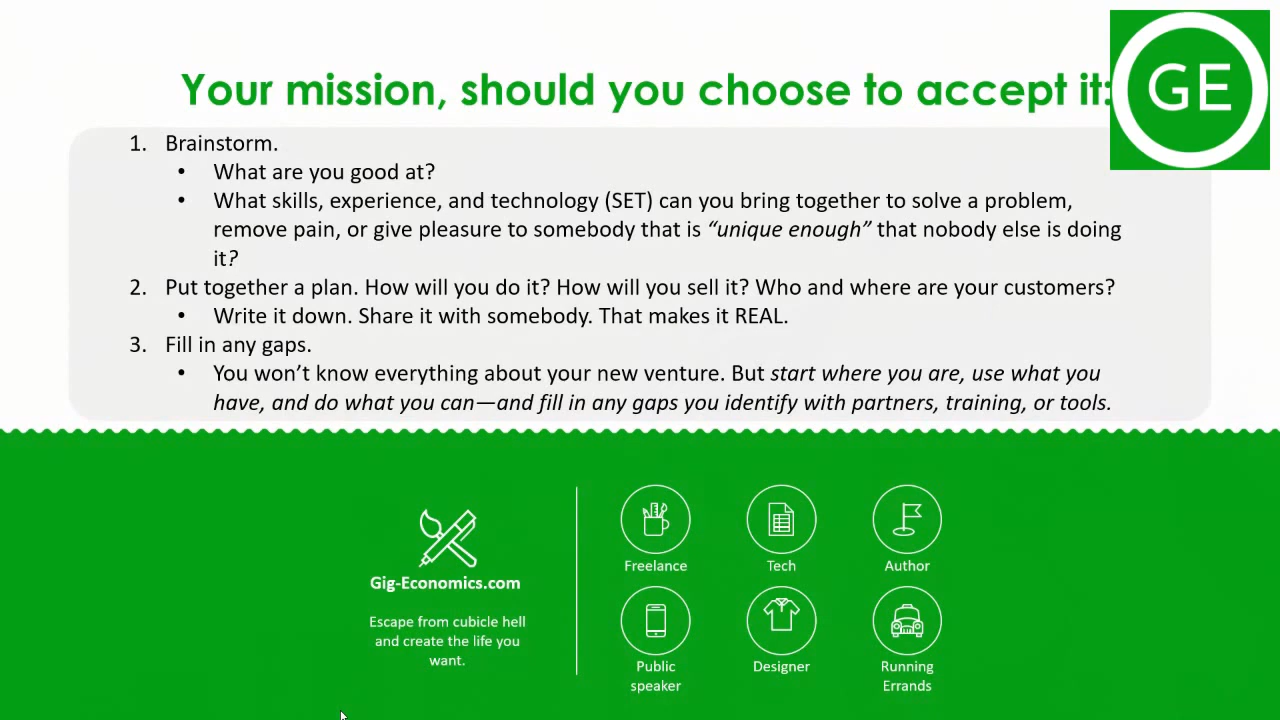 Your mission, should you choose to accept it:
GE
1. Brainstorm.
• What are you good at?
• What skills, experience, and technology (SET) can you bring together to solve a problem,
remove pain, or give pleasure to somebody that is “unique enough” that nobody else is doing
it?
2. Put together a plan. How will you do it? How will you sell it? Who and where are your customers?
• Write it down. Share it with somebody. That makes it REAL.
3. Fill in any gaps.
• You won’t know everything about your new venture. But start where you are, use what you
have, and do what you can—and fill in any gaps you identify with partners, training, or tools.
Gig-Economics.com
Escape from cubicle hell
and create the life you
want.
Freelance
Tech
Author
Public
speaker
Designer
Running
Errands